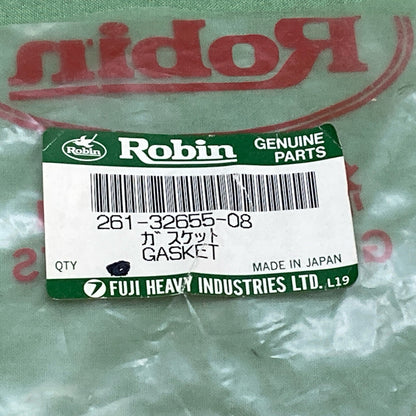 Robin
Robin
Robin
GENUINE
PARTS
261-32655-08
ガスケット
GASKET
QTY
MADE IN JAPAN
FUJI HEAVY INDUSTRIES LTD. L19